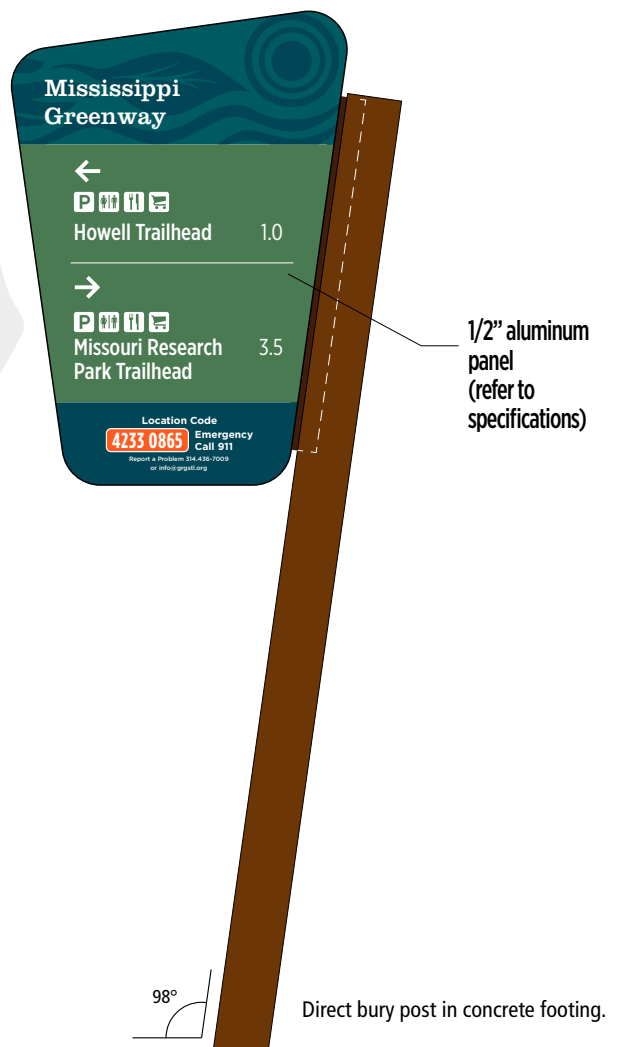 Mississippi
Greenway
P
Howell Trailhead 1.0
P
Missouri Research 3.5
Park Trailhead
Location Code
4233 0865 Emergency
Call 911
Report a Problem 314.436-7009
or info@grgstl.org
1/2” aluminum
panel
(refer to
specifications)
98°
Direct bury post in concrete footing.